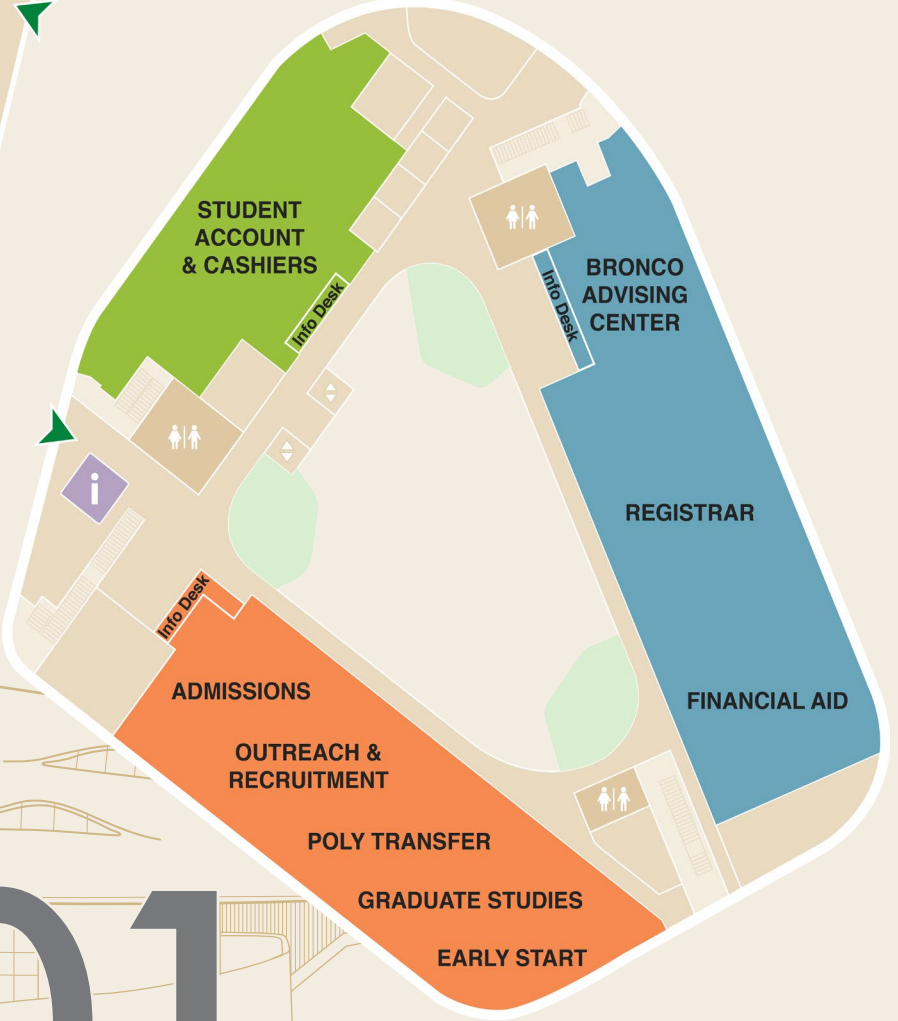 STUDENT
ACCOUNT
& CASHIERS
Info Desk
BRONCO
ADVISING
CENTER
Info Desk
i
REGISTRAR
FINANCIAL AID
Info Desk
ADMISSIONS
OUTREACH &
RECRUITMENT
POLY TRANSFER
GRADUATE STUDIES
EARLY START
01